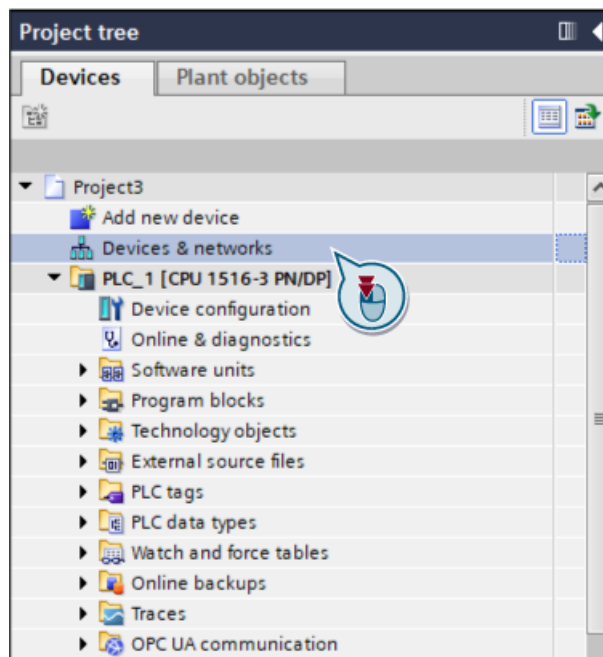 Project tree
Devices
Plant objects
Project3
Add new device
Devices & networks
PLC_1 [CPU 1516-3 PN/DP]
Device configuration
Online & diagnostics
Software units
Program blocks
Technology objects
External source files
PLC tags
PLC data types
Watch and force tables
Online backups
Traces
OPC UA communication